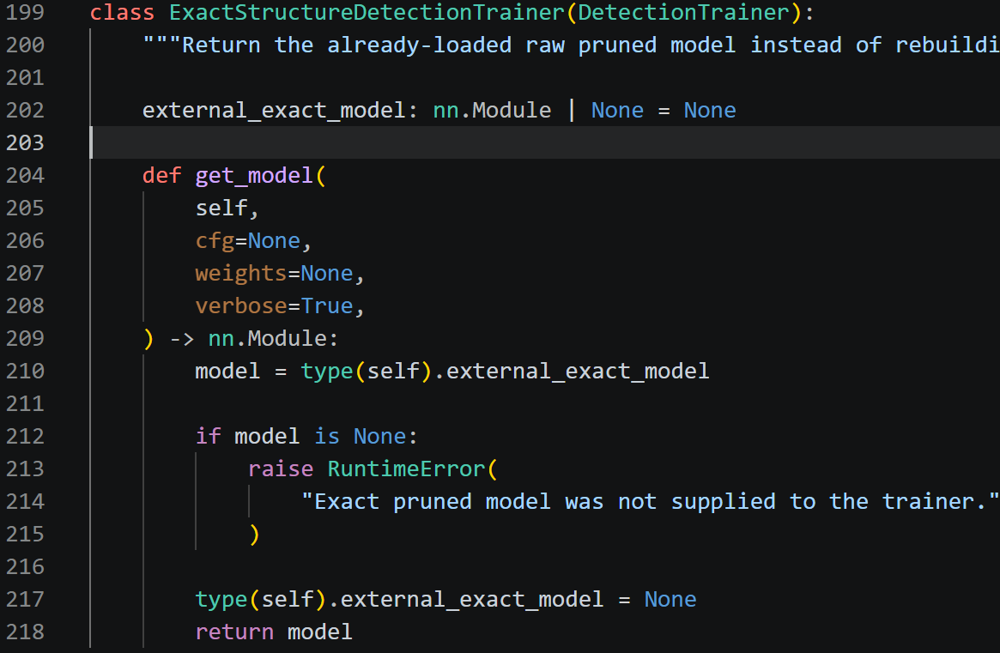 199 class ExactStructureDetectionTrainer(DetectionTrainer):
200     """Return the already-loaded raw pruned model instead of rebuildi
201
202     external_exact_model: nn.Module | None = None
203
204     def get_model(
205         self,
206         cfg=None,
207         weights=None,
208         verbose=True,
209     ) -> nn.Module:
210         model = type(self).external_exact_model
211
212         if model is None:
213             raise RuntimeError(
214                 "Exact pruned model was not supplied to the trainer."
215             )
216
217         type(self).external_exact_model = None
218         return model